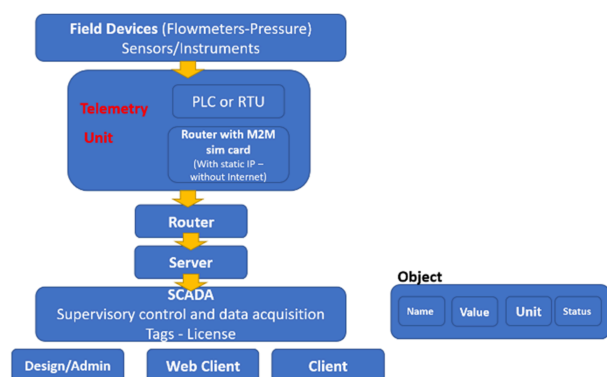 Field Devices (Flowmeters-Pressure)
Sensors/Instruments
Telemetry
Unit
PLC or RTU
Router with M2M
sim card
(With static IP –
without Internet)
Router
Server
SCADA
Supervisory control and data acquisition
Tags - License
Design/Admin
Web Client
Client
Object
Name
Value
Unit
Status